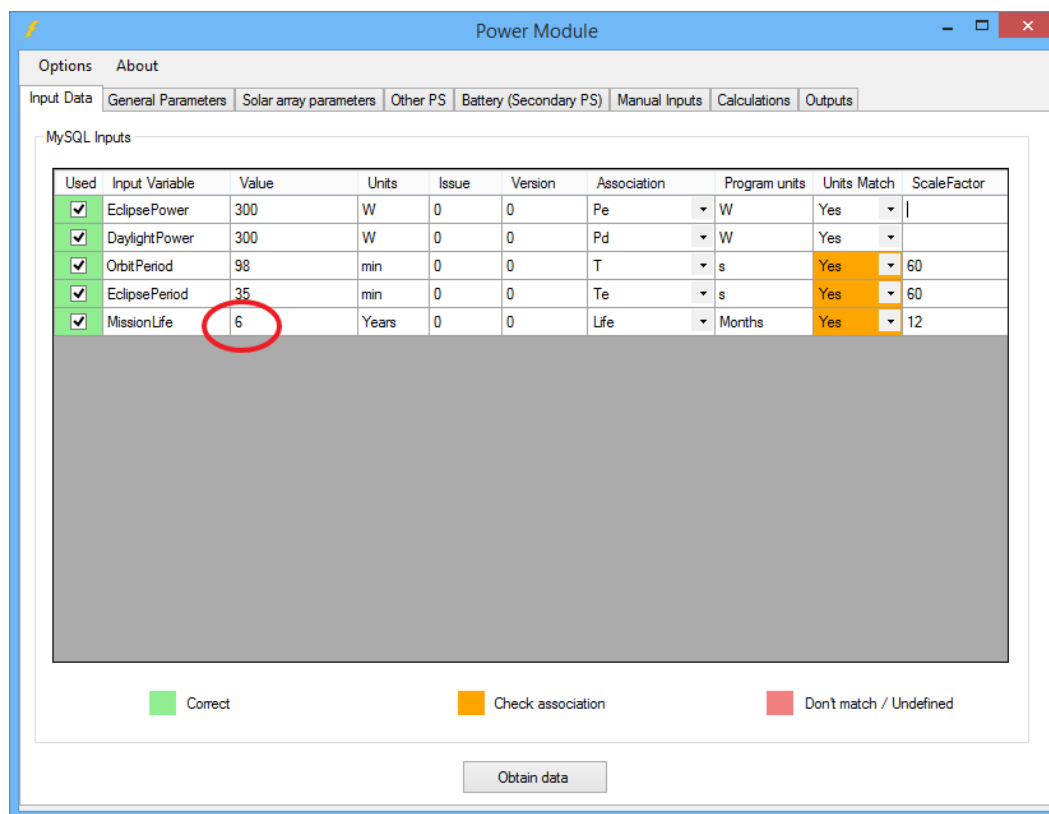 Power Module
Options About
Input Data General Parameters Solar array parameters Other PS Battery (Secondary PS) Manual Inputs Calculations Outputs
MySQL Inputs
Used Input Variable Value Units Issue Version Association Program units Units Match ScaleFactor
EclipsePower 300 W 0 0 Pe W Yes
DaylightPower 300 W 0 0 Pd W Yes
OrbitPeriod 98 min 0 0 T s Yes 60
EclipsePeriod 35 min 0 0 Te s Yes 60
MissionLife 6 Years 0 0 Life Months Yes 12
Correct Check association Don't match / Undefined
Obtain data